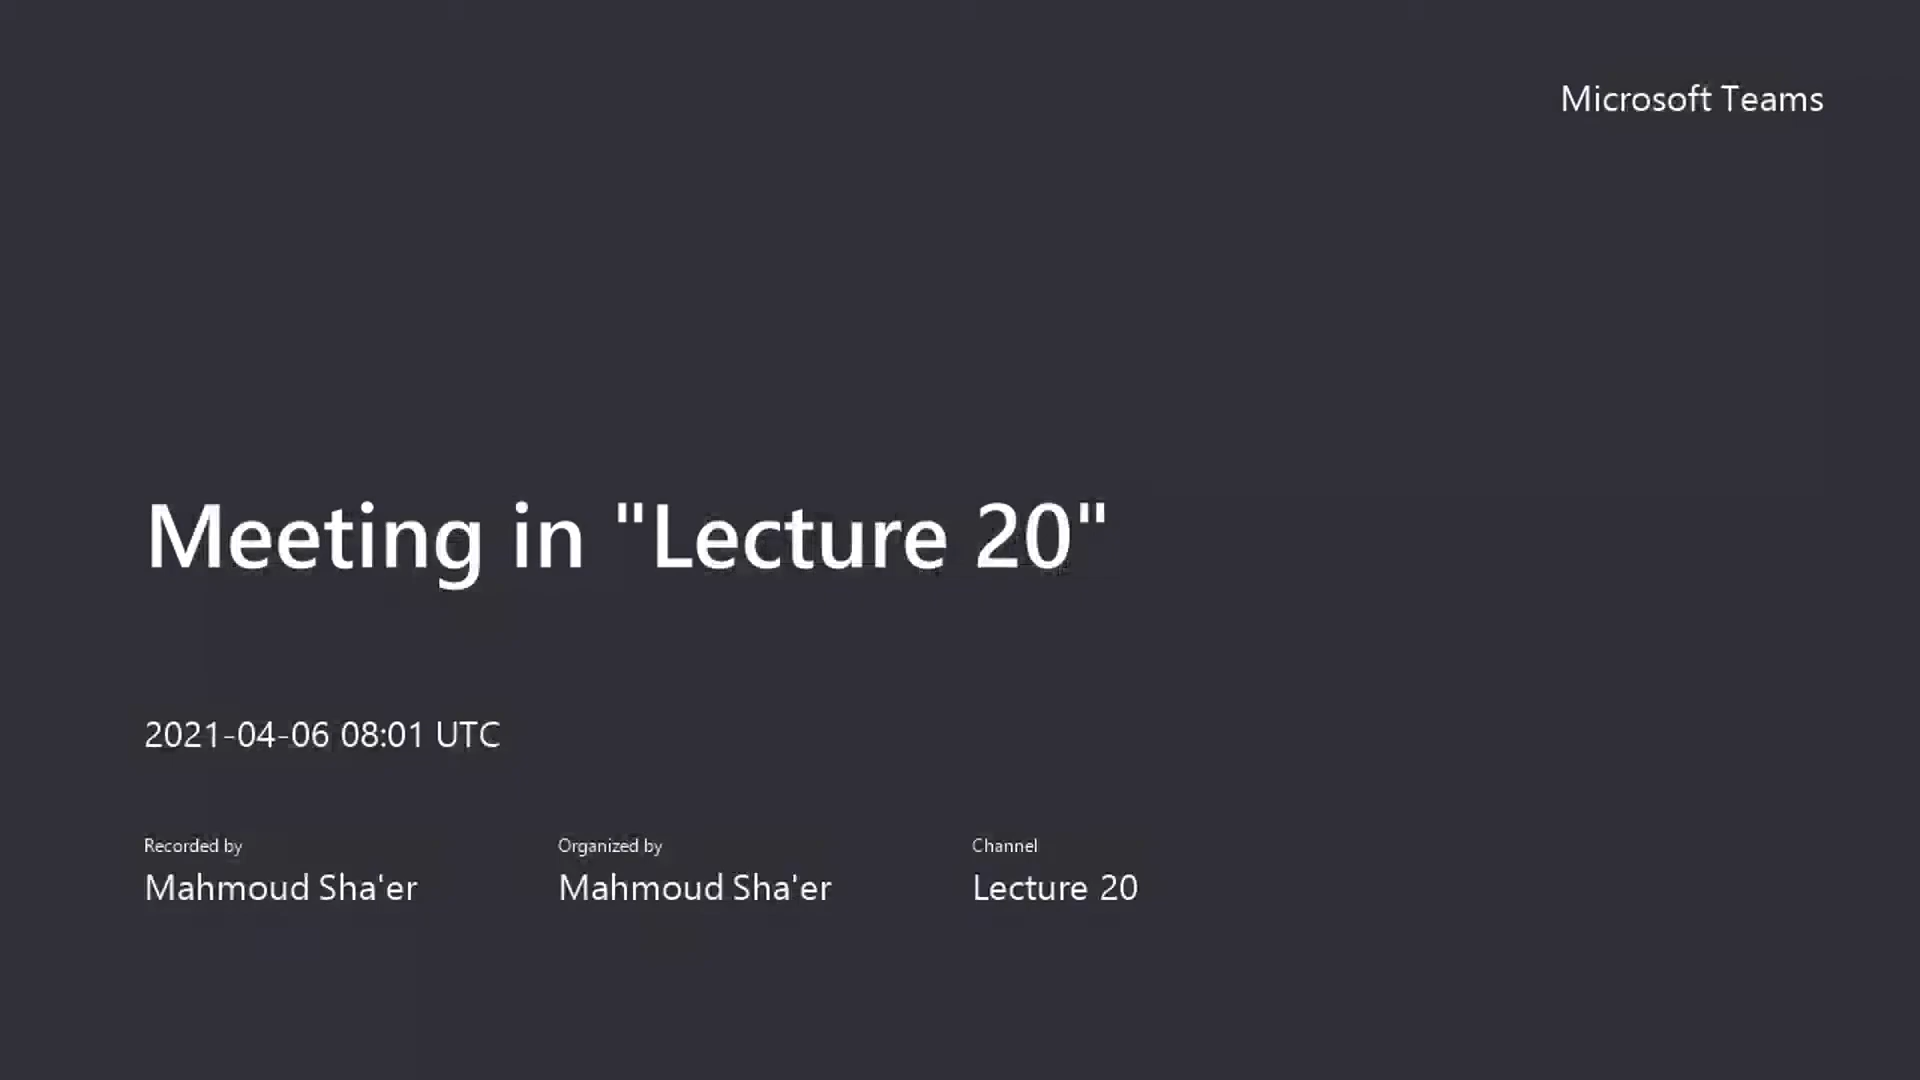 Microsoft Teams
Meeting in "Lecture 20"
2021-04-06 08:01 UTC
Recorded by
Mahmoud Sha'er
Organized by
Mahmoud Sha'er
Channel
Lecture 20